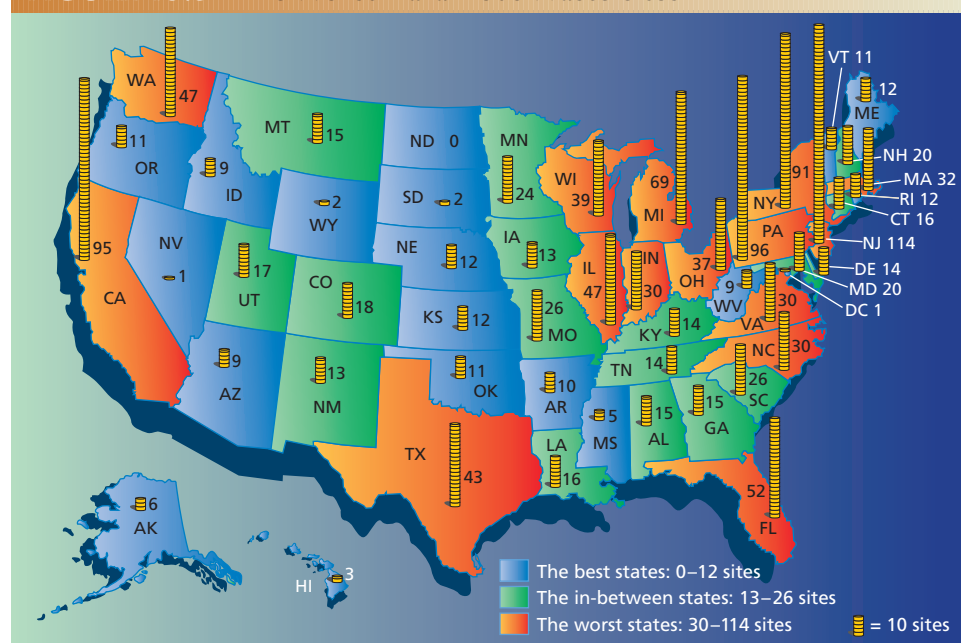 WA
47
MT
15
ND 0
MN
24
VT 11
12
ME
11
OR
9
ID
SD 2
WI
39
69
MI
91
NY
NH 20
MA 32
RI 12
CT 16
2
WY
NE
12
IA
13
PA
96
NJ 114
NV
1
95
CA
17
UT
CO
18
KS
12
26
MO
IL
47
IN
30
37
OH
9
WV
DE 14
MD 20
DC 1
30
VA
KY
14
9
AZ
13
NM
11
OK
10
AR
TN
14
NC
30
26
SC
TX
43
LA
16
5
MS
15
AL
15
GA
52
FL
6
AK
HI
3
The best states: 0–12 sites
The in-between states: 13–26 sites
The worst states: 30–114 sites
= 10 sites